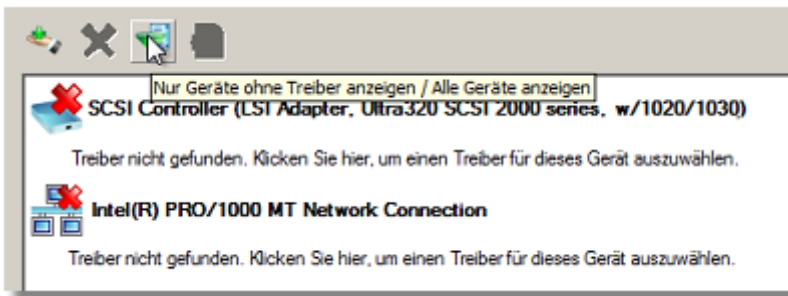 Nur Geräte ohne Treiber anzeigen / Alle Geräte anzeigen
SCSI Controller (LSI Adapter, Ultra320 SCSI 2000 series, w/1020/1030)
Treiber nicht gefunden. Klicken Sie hier, um einen Treiber für dieses Gerät auszuwählen.
Intel(R) PRO/1000 MT Network Connection
Treiber nicht gefunden. Klicken Sie hier, um einen Treiber für dieses Gerät auszuwählen.